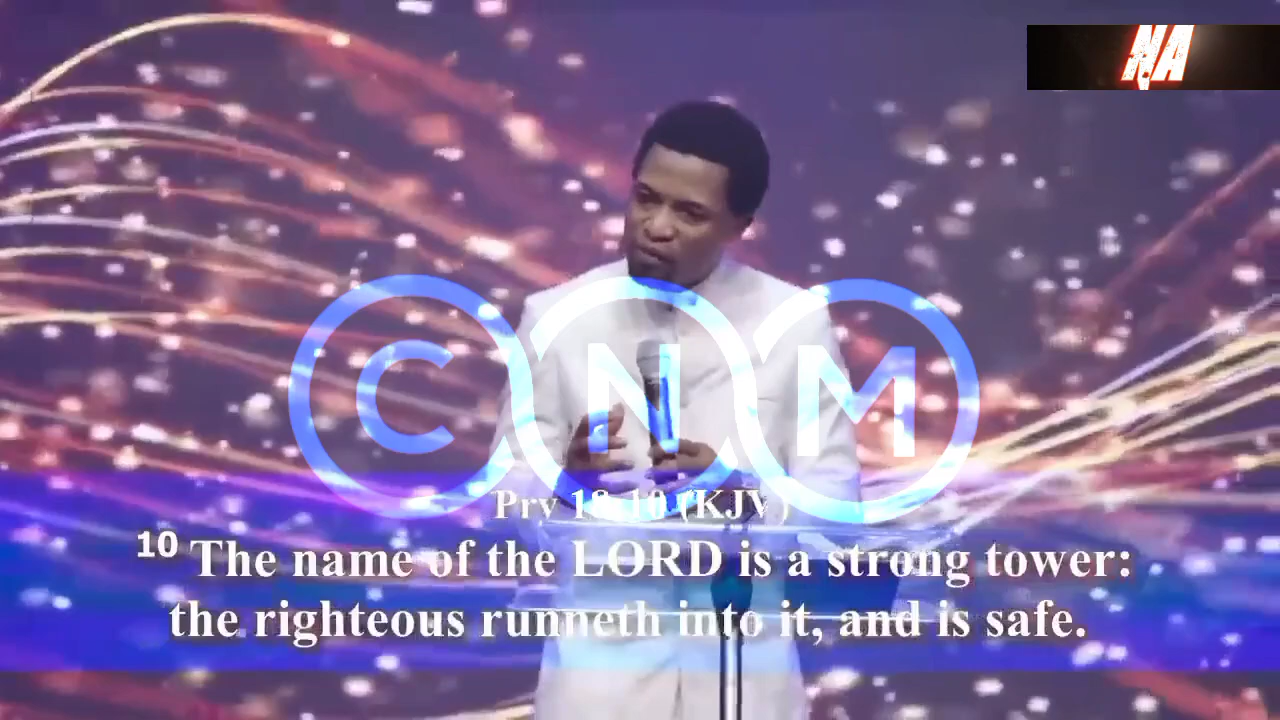 NA
CNM
Prv 18:10 (KJV)
10 The name of the LORD is a strong tower:
the righteous runneth into it, and is safe.